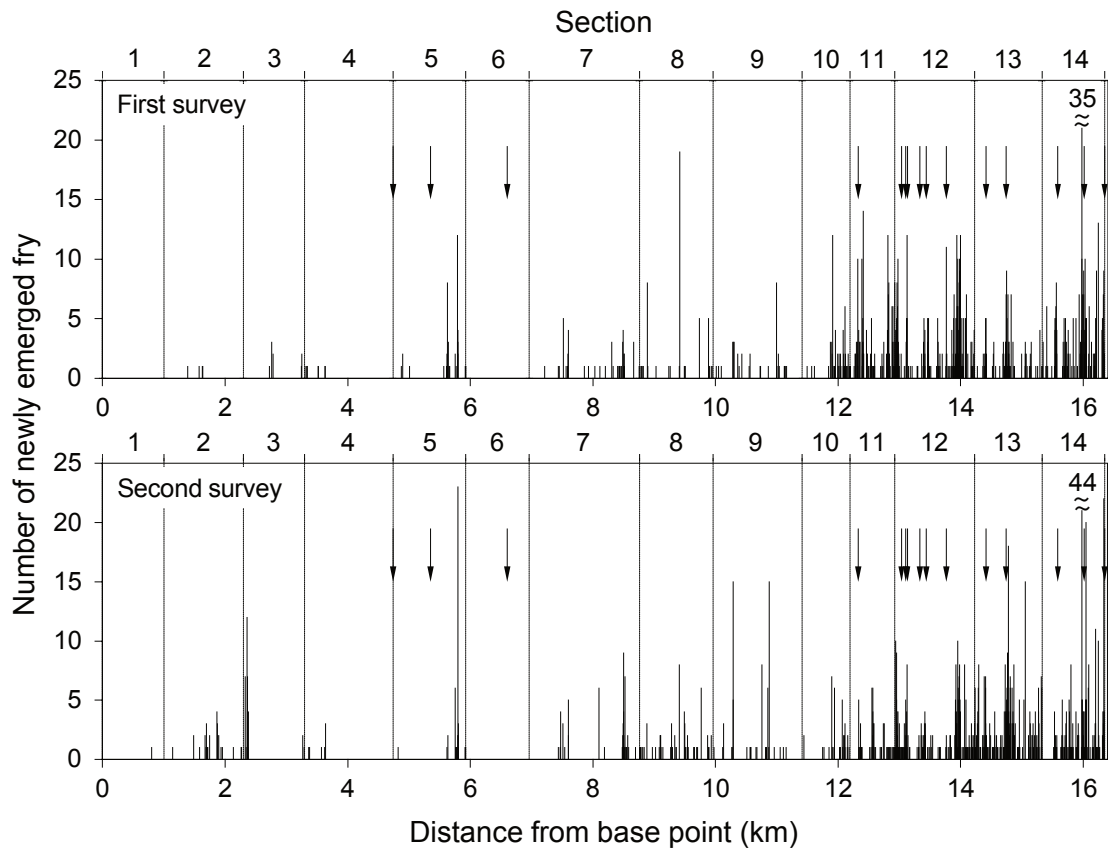 Section
1 2 3 4 5 6 7 8 9 10 11 12 13 14
25
First survey
35
≈
20
15
10
5
0
0 2 4 6 8 10 12 14 16
1 2 3 4 5 6 7 8 9 10 11 12 13 14
25
Second survey
44
≈
20
15
10
5
0
0 2 4 6 8 10 12 14 16
Number of newly emerged fry
Distance from base point (km)